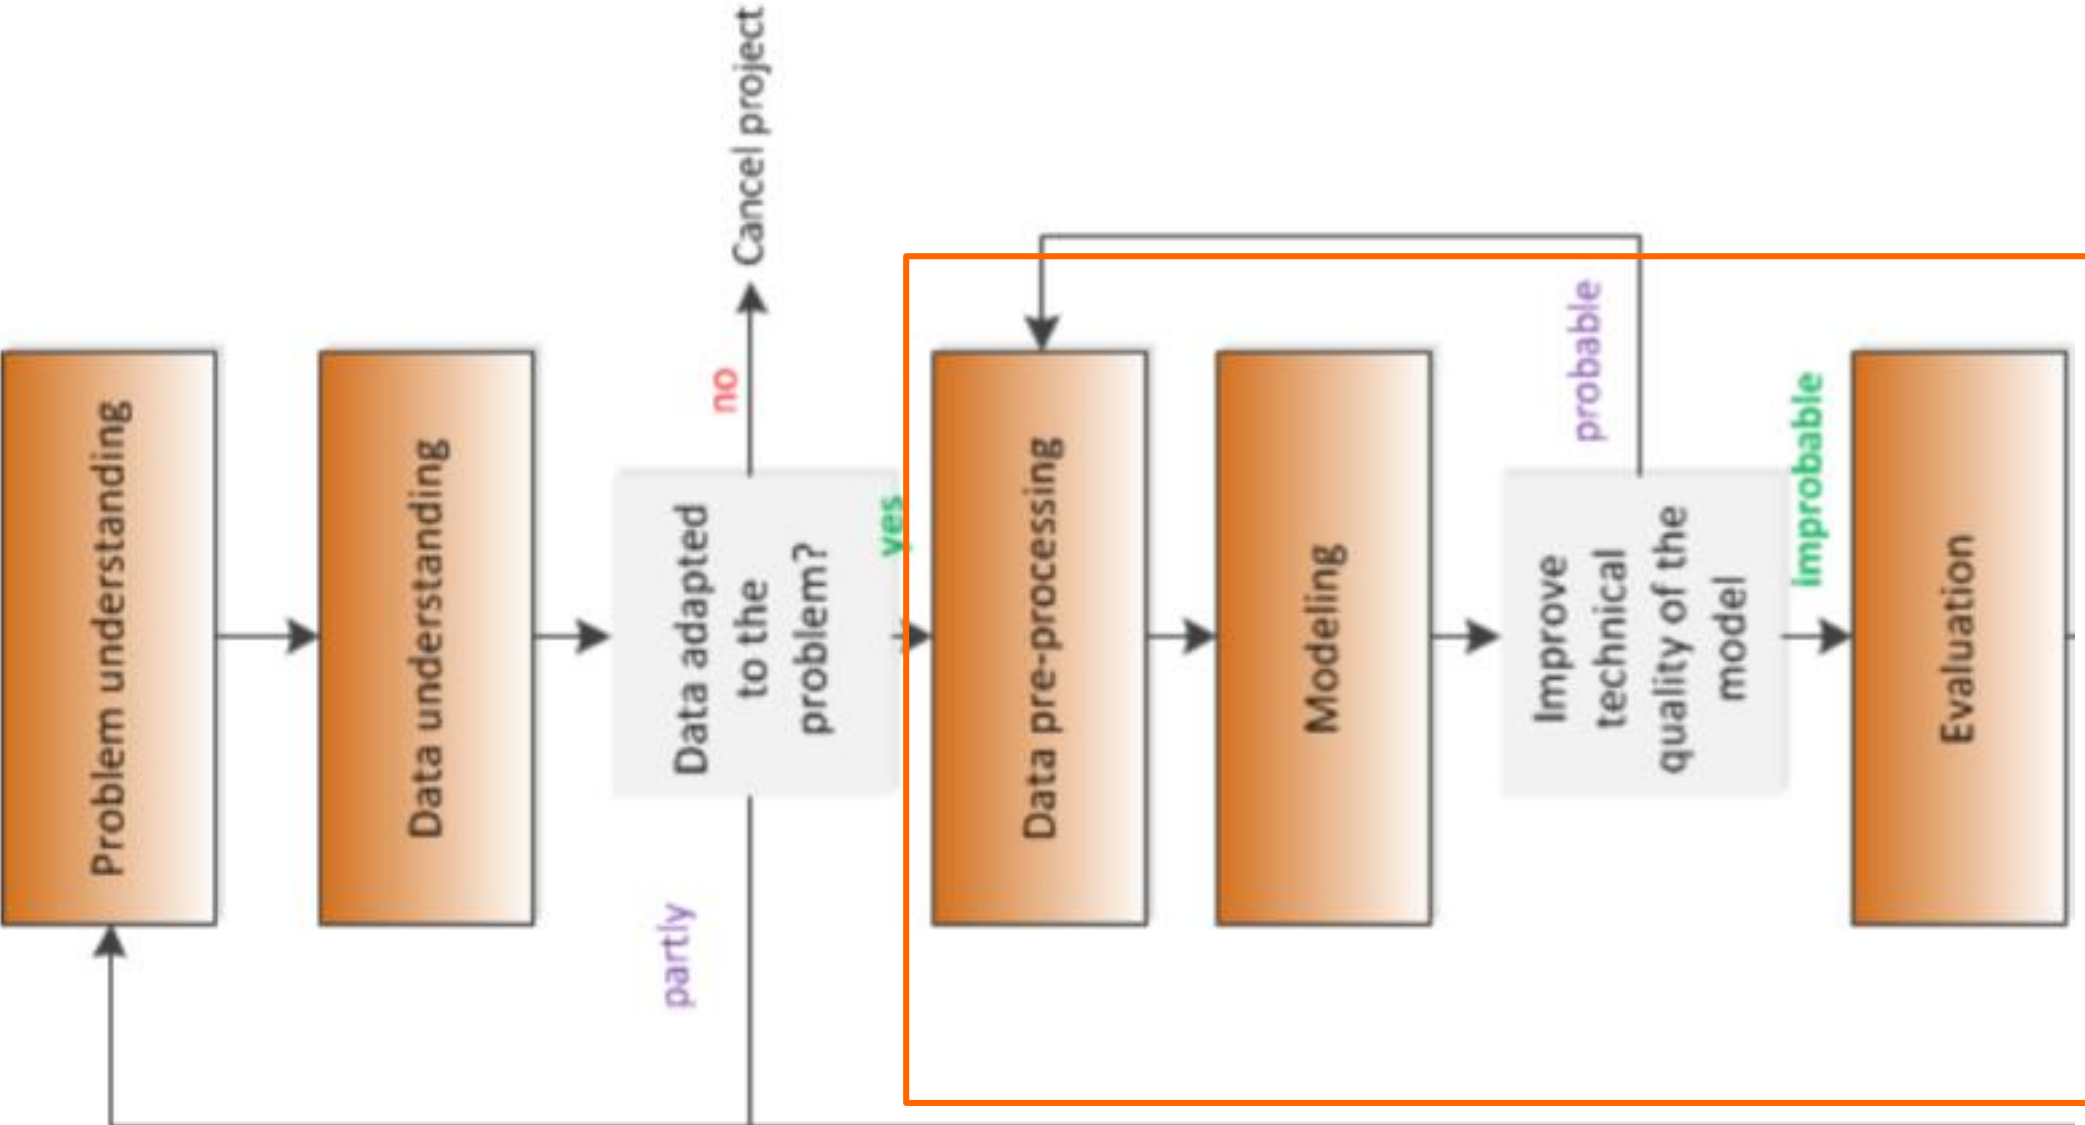 Problem understanding
Data understanding
Data adapted
to the
problem?
no
Cancel project
partly
yes
Data pre-processing
Modeling
Improve
technical
quality of the
model
probable
improbable
Evaluation